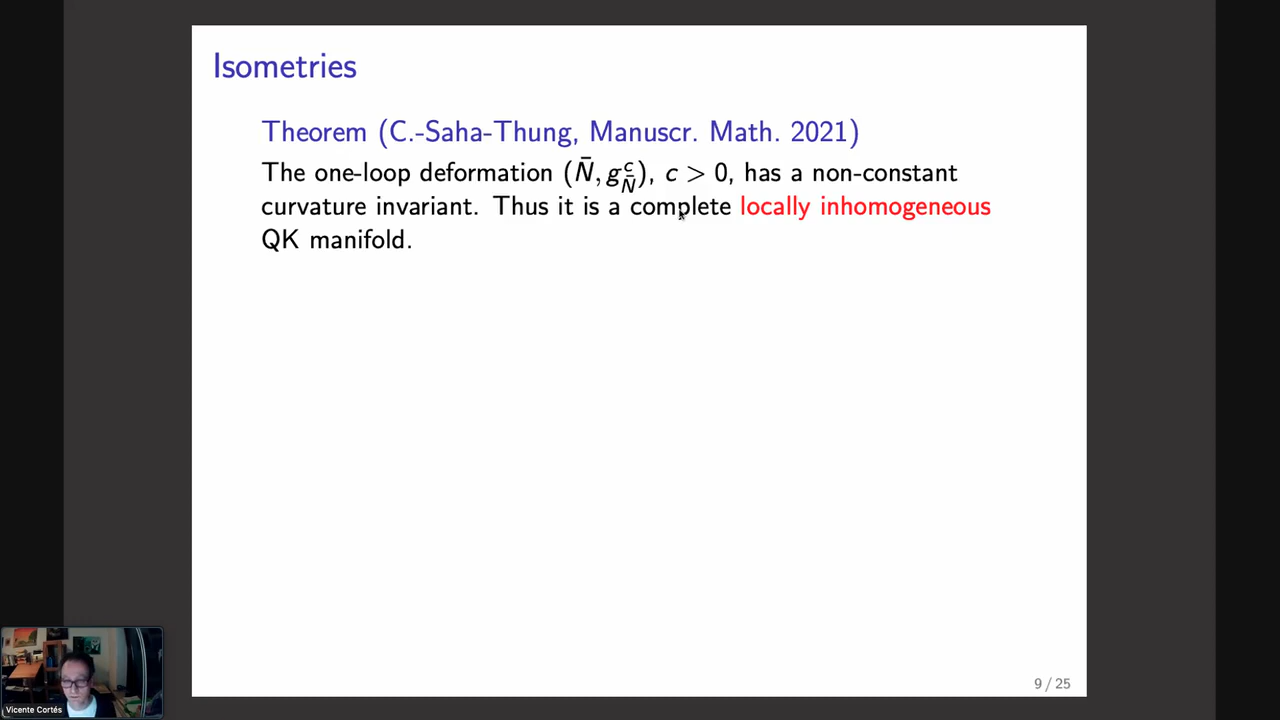 Isometries
Theorem (C.-Saha-Thung, Manuscr. Math. 2021)
The one-loop deformation (N̄, g^c_N̄), c > 0, has a non-constant
curvature invariant. Thus it is a complete locally inhomogeneous
QK manifold.
9 / 25
Vicente Cortés